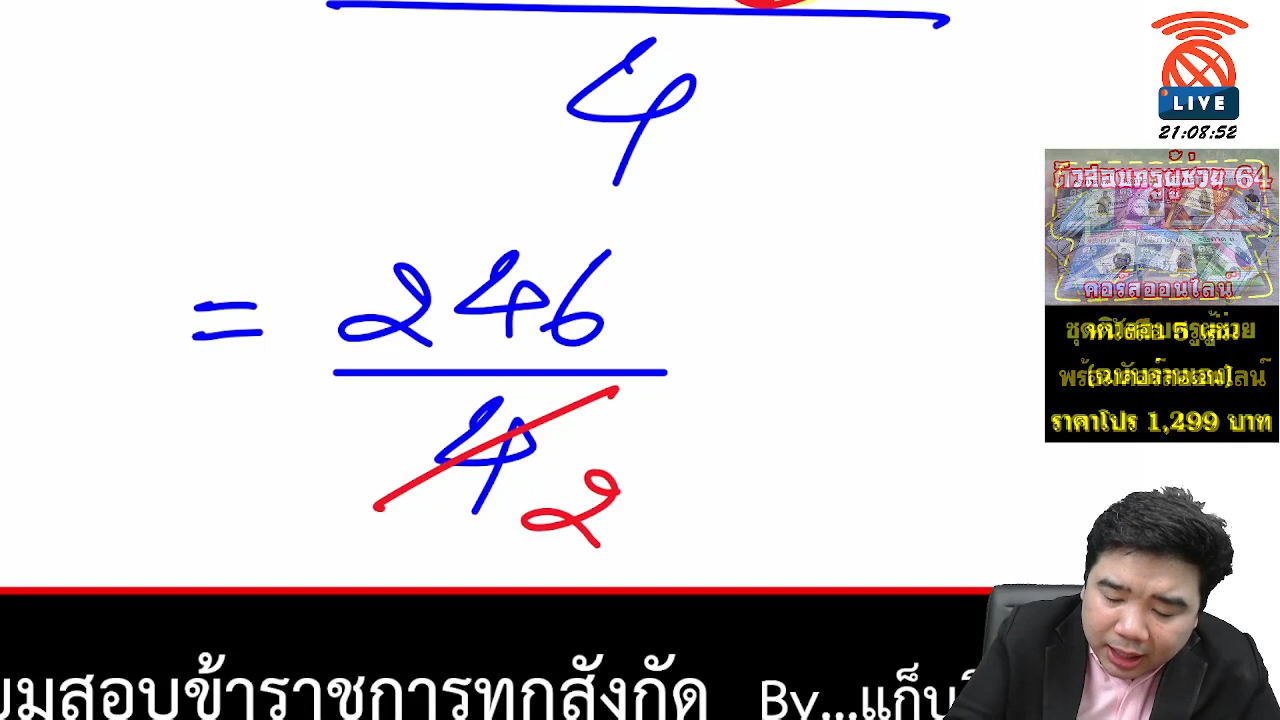 4
= 246
4 2
LIVE
21:08:52
ติวสอบครูผู้ช่วย 64
คอร์สออนไลน์
ราคาโปร 1,299 บาท
ยมสอบข้าราชการทุกสังกัด By...แก็บ